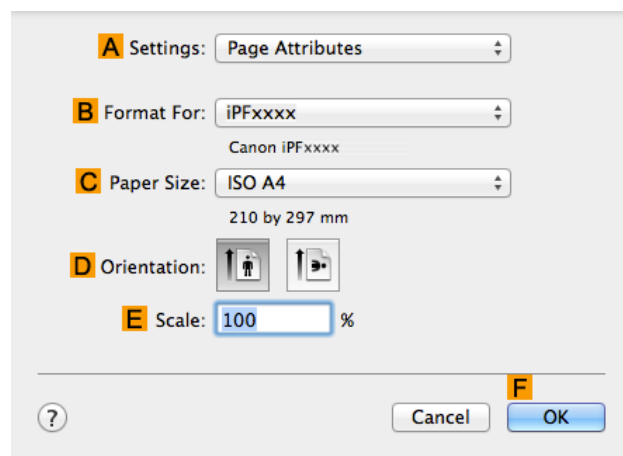 A Settings: Page Attributes
B Format For: iPFxxxx
Canon iPFxxxx
C Paper Size: ISO A4
210 by 297 mm
D Orientation:
E Scale: 100 %
F
? Cancel OK